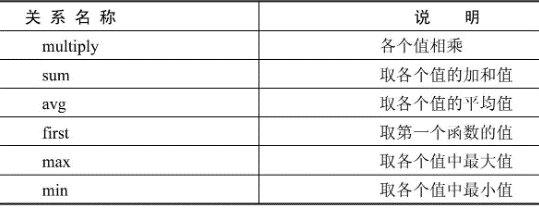 关系名称 说明
multiply 各个值相乘
sum 取各个值的加和值
avg 取各个值的平均值
first 取第一个函数的值
max 取各个值中最大值
min 取各个值中最小值